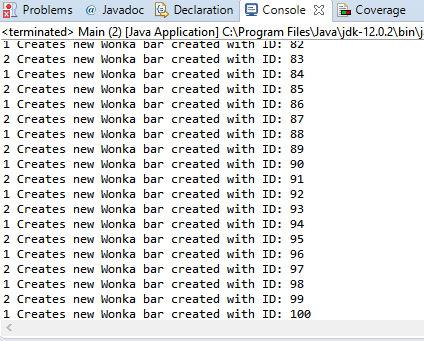 Problems @ Javadoc Declaration Console Coverage
<terminated> Main (2) [Java Application] C:\Program Files\Java\jdk-12.0.2\bin\j
1 Creates new Wonka bar created with ID: 82
2 Creates new Wonka bar created with ID: 83
1 Creates new Wonka bar created with ID: 84
2 Creates new Wonka bar created with ID: 85
1 Creates new Wonka bar created with ID: 86
2 Creates new Wonka bar created with ID: 87
1 Creates new Wonka bar created with ID: 88
2 Creates new Wonka bar created with ID: 89
1 Creates new Wonka bar created with ID: 90
2 Creates new Wonka bar created with ID: 91
1 Creates new Wonka bar created with ID: 92
2 Creates new Wonka bar created with ID: 93
1 Creates new Wonka bar created with ID: 94
2 Creates new Wonka bar created with ID: 95
1 Creates new Wonka bar created with ID: 96
2 Creates new Wonka bar created with ID: 97
1 Creates new Wonka bar created with ID: 98
2 Creates new Wonka bar created with ID: 99
1 Creates new Wonka bar created with ID: 100